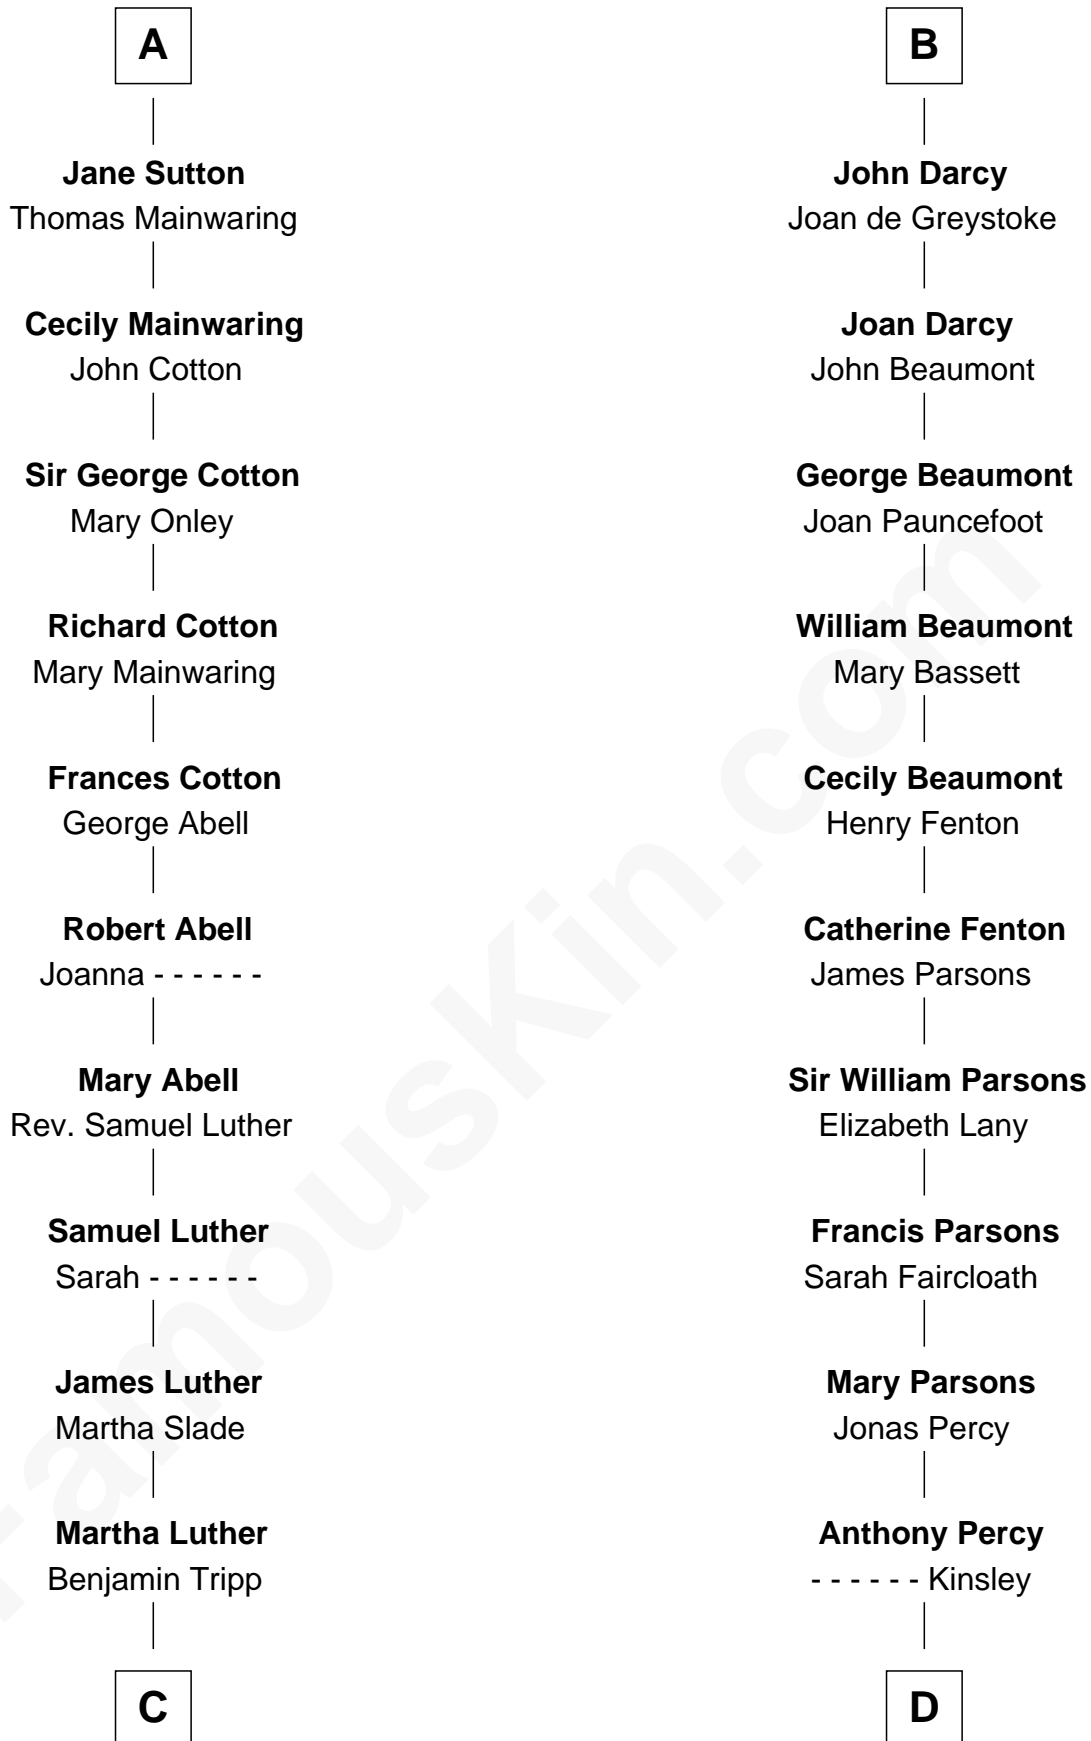 A
Jane Sutton
Thomas Mainwaring
Cecily Mainwaring
John Cotton
Sir George Cotton
Mary Onley
Richard Cotton
Mary Mainwaring
Frances Cotton
George Abell
Robert Abell
Joanna - - - - - -
Mary Abell
Rev. Samuel Luther
Samuel Luther
Sarah - - - - - -
James Luther
Martha Slade
Martha Luther
Benjamin Tripp
C
B
John Darcy
Joan de Greystoke
Joan Darcy
John Beaumont
George Beaumont
Joan Pauncefoot
William Beaumont
Mary Bassett
Cecily Beaumont
Henry Fenton
Catherine Fenton
James Parsons
Sir William Parsons
Elizabeth Lany
Francis Parsons
Sarah Faircloath
Mary Parsons
Jonas Percy
Anthony Percy
- - - - - - Kinsley
D
FamousKin.com